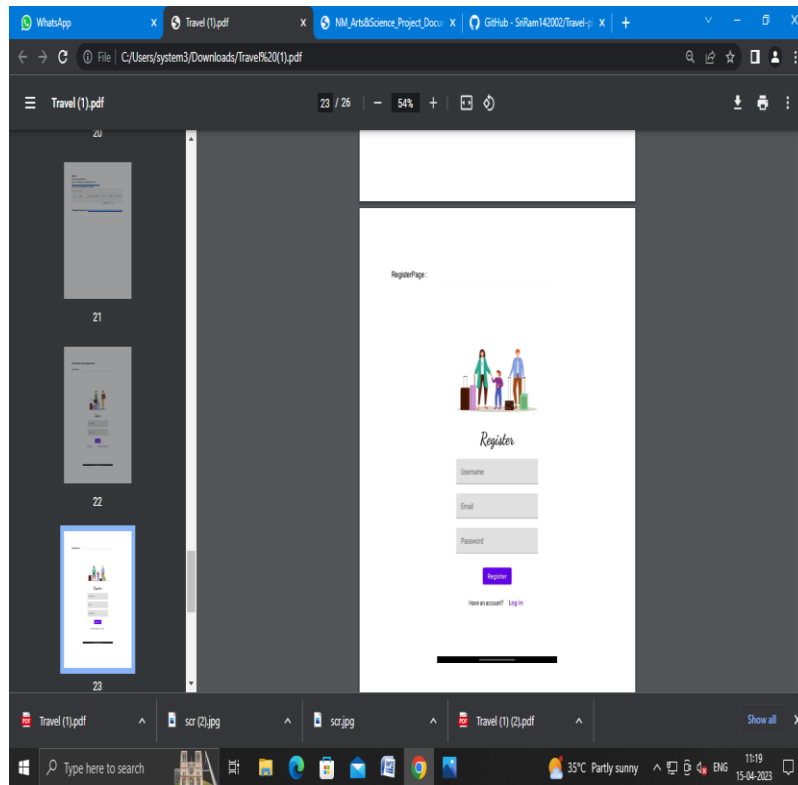 WhatsApp
Travel (1).pdf
NM_Arts&Science_Project_Docu
GitHub - SriRam142002/Travel-pl
File
C:/Users/system3/Downloads/Travel%20(1).pdf
Travel (1).pdf
23 / 26
54%
20
21
22
23
RegisterPage :
Register
Username
Email
Password
Register
Have an account? Log in
Travel (1).pdf
scr (2).jpg
scr.jpg
Travel (1) (2).pdf
Show all
Type here to search
35°C Partly sunny
ENG
11:19
15-04-2023